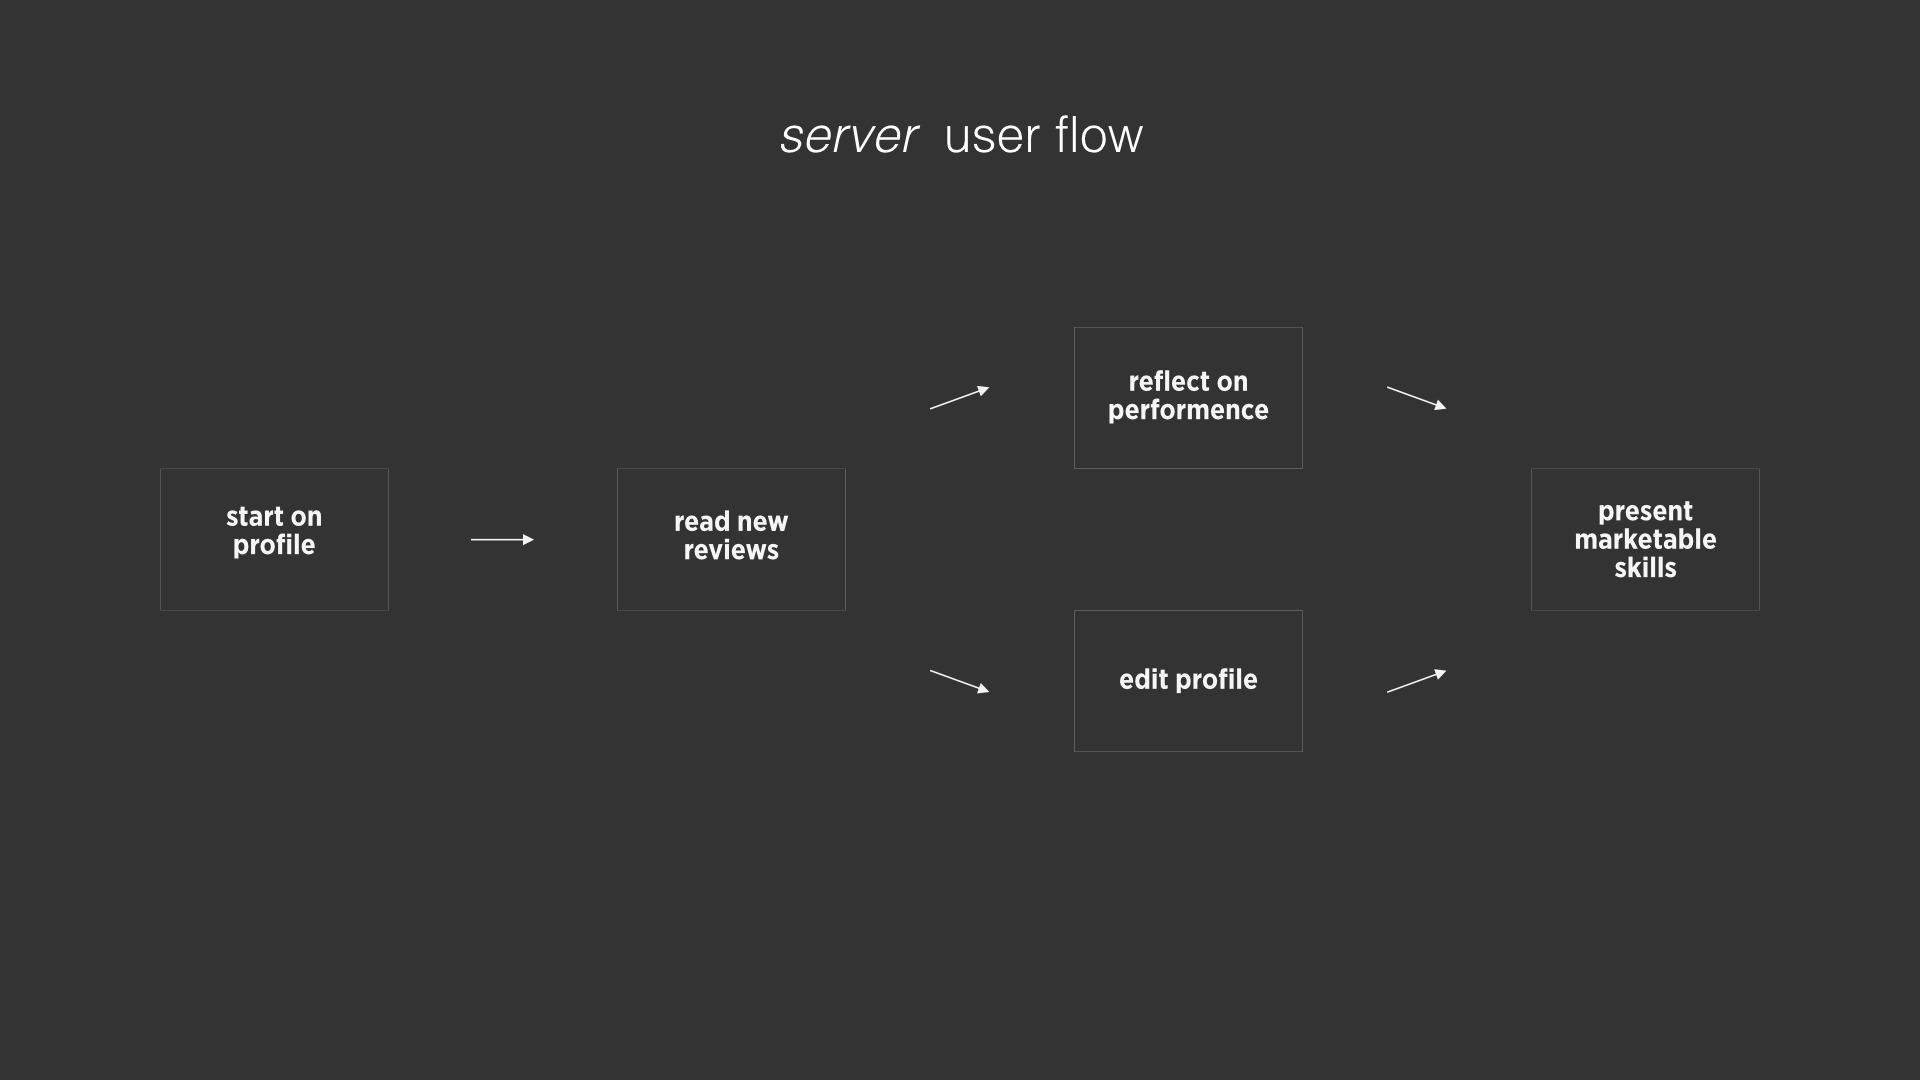 server user flow
start on
profile
read new
reviews
reflect on
performence
edit profile
present
marketable
skills